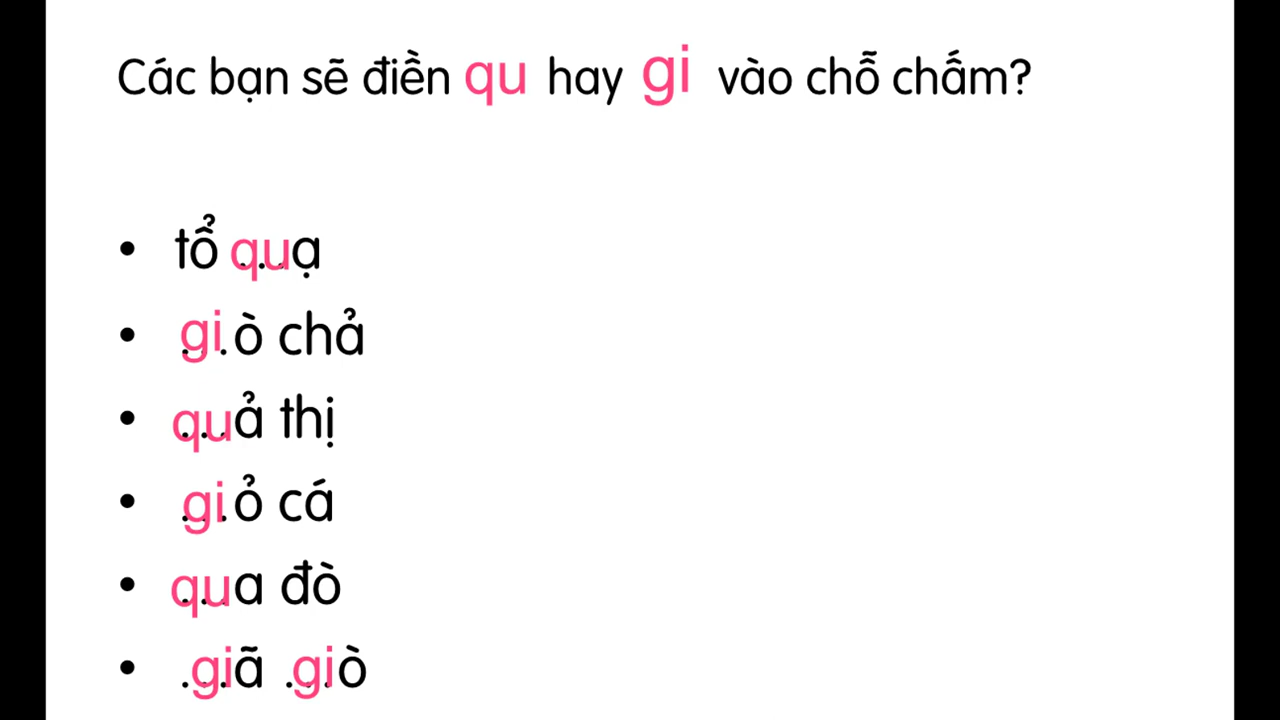 Các bạn sẽ điền qu hay gi vào chỗ chấm?
• tổ quạ
• giò chả
• quả thị
• giỏ cá
• qua đò
• giã giò